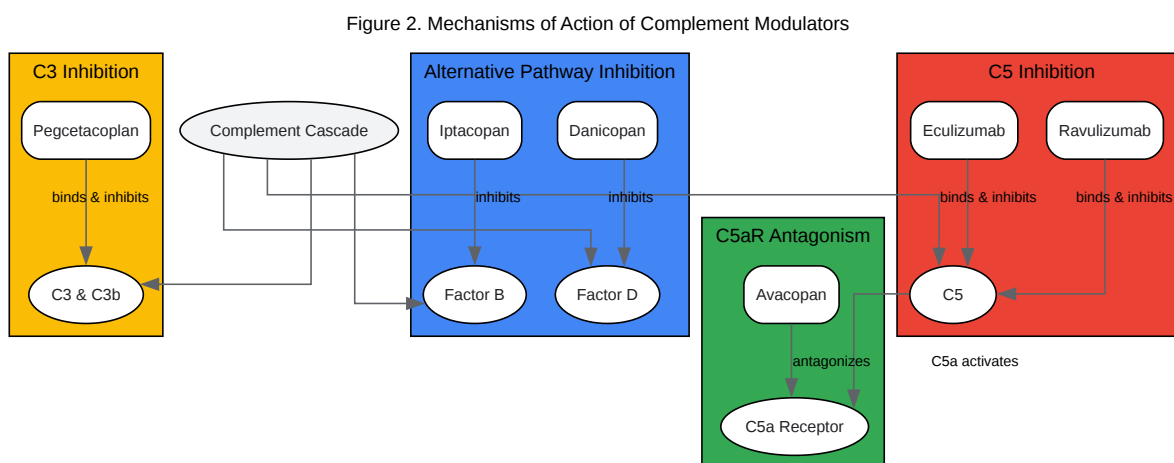 Figure 2. Mechanisms of Action of Complement Modulators
C3 Inhibition
Pegcetacoplan
binds & inhibits
C3 & C3b
Complement Cascade
Alternative Pathway Inhibition
Iptacopan
Danicopan
inhibits
inhibits
Factor B
Factor D
C5aR Antagonism
Avacopan
antagonizes
C5a Receptor
C5 Inhibition
Eculizumab
Ravulizumab
binds & inhibits
binds & inhibits
C5
C5a activates